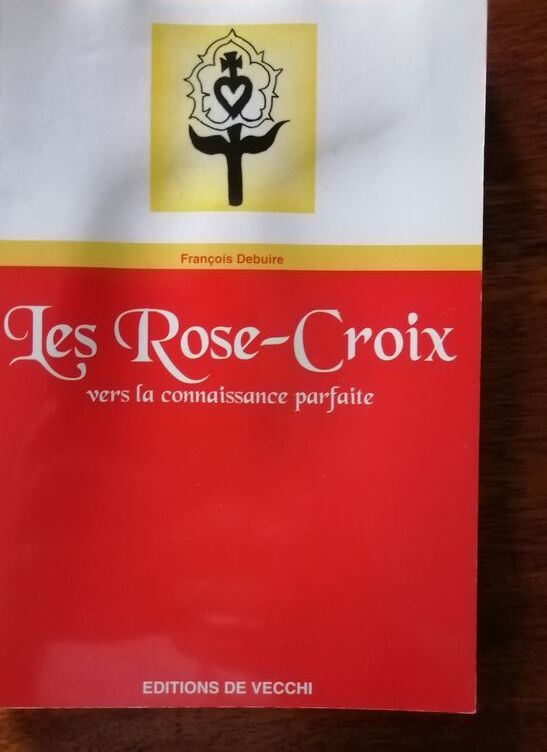 François Debuire
Les Rose-Croix
vers la connaissance parfaite
EDITIONS DE VECCHI